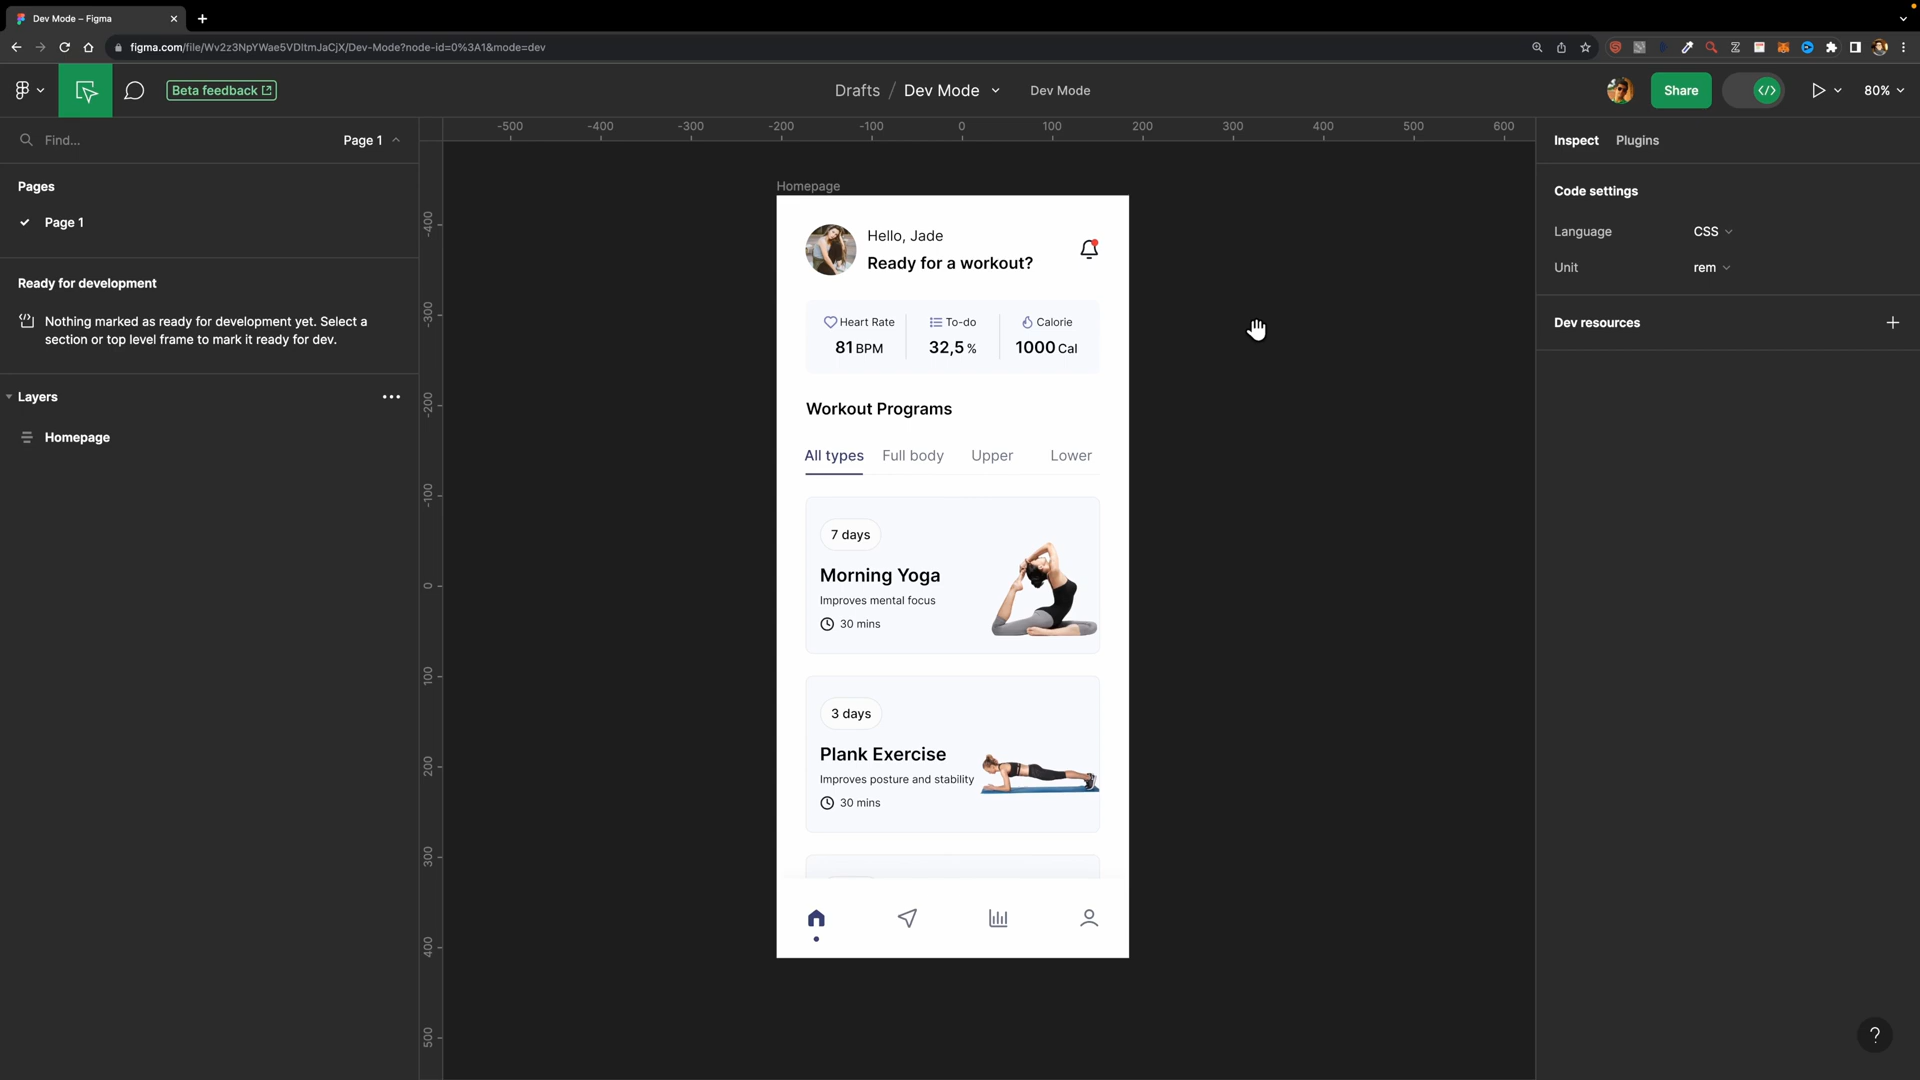 Dev Mode – Figma
figma.com/file/Wv2z3NpYWae5VDltmJaCjX/Dev-Mode?node-id=0%3A1&mode=dev
Beta feedback
Drafts / Dev Mode
Dev Mode
Share
80%
Find...
Page 1
Pages
Page 1
Ready for development
Nothing marked as ready for development yet. Select a
section or top level frame to mark it ready for dev.
Layers
Homepage
-500 -400 -300 -200 -100 0 100 200 300 400 500 600
-400
-300
-200
-100
0
100
200
300
400
500
Homepage
Hello, Jade
Ready for a workout?
Heart Rate
81 BPM
To-do
32,5 %
Calorie
1000 Cal
Workout Programs
All types Full body Upper Lower
7 days
Morning Yoga
Improves mental focus
30 mins
3 days
Plank Exercise
Improves posture and stability
30 mins
Inspect Plugins
Code settings
Language CSS
Unit rem
Dev resources
?